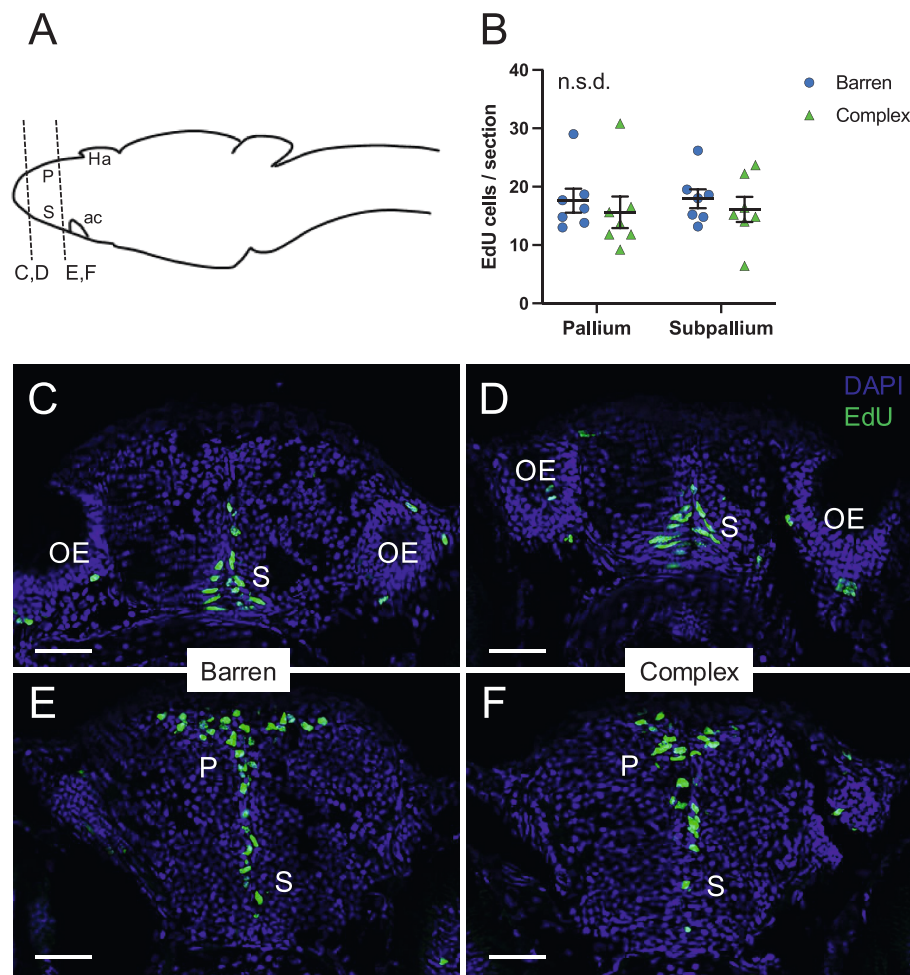 A
Ha
P
S
ac
C,D
E,F
B
n.s.d.
Barren
Complex
40
30
20
10
0
EdU cells / section
Pallium
Subpallium
C
OE
OE
S
D
DAPI
EdU
OE
OE
S
Barren
Complex
E
P
S
F
P
S